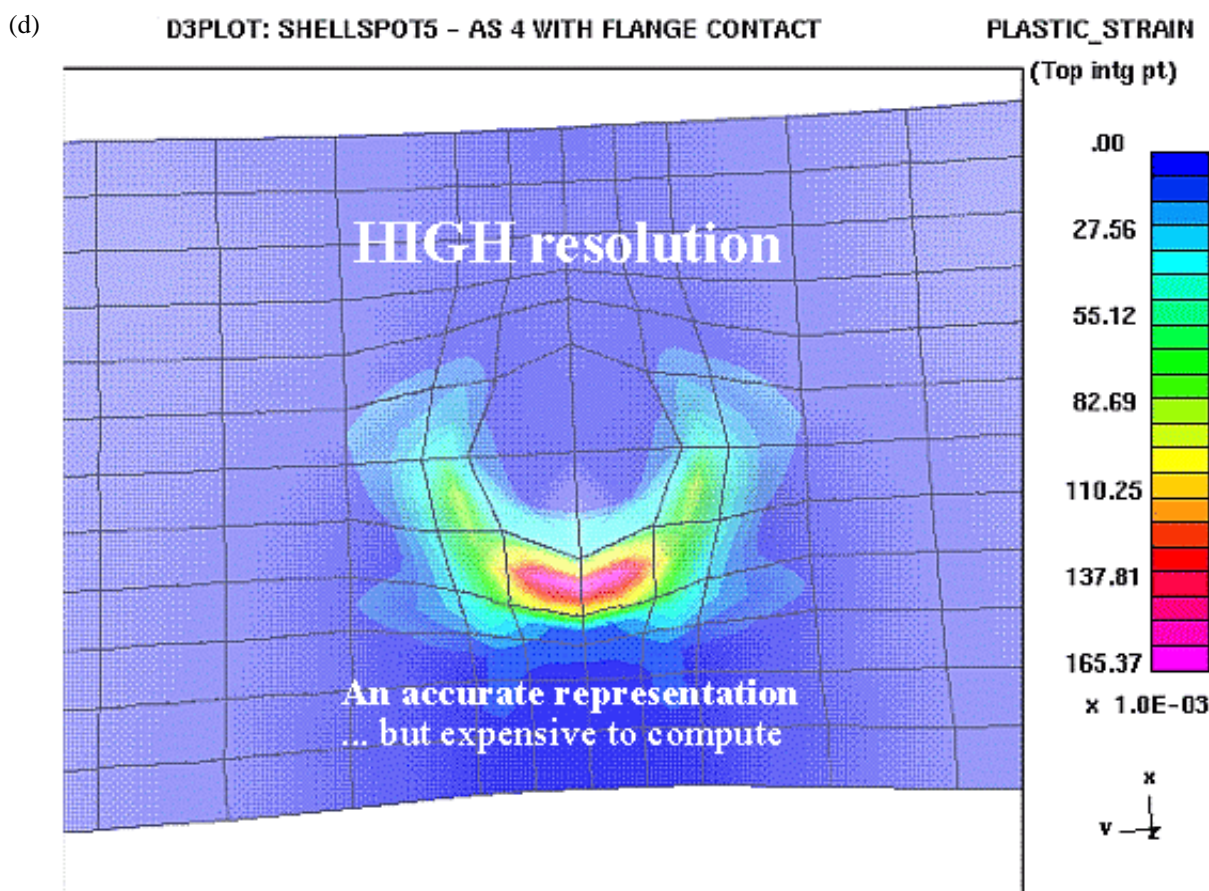 (d)
D3PLOT: SHELLSPOT5 - AS 4 WITH FLANGE CONTACT
PLASTIC_STRAIN
(Top intg pt)
.00
27.56
55.12
82.69
110.25
137.81
165.37
x 1.0E-03
HIGH resolution
An accurate representation
... but expensive to compute
X
Y
Z